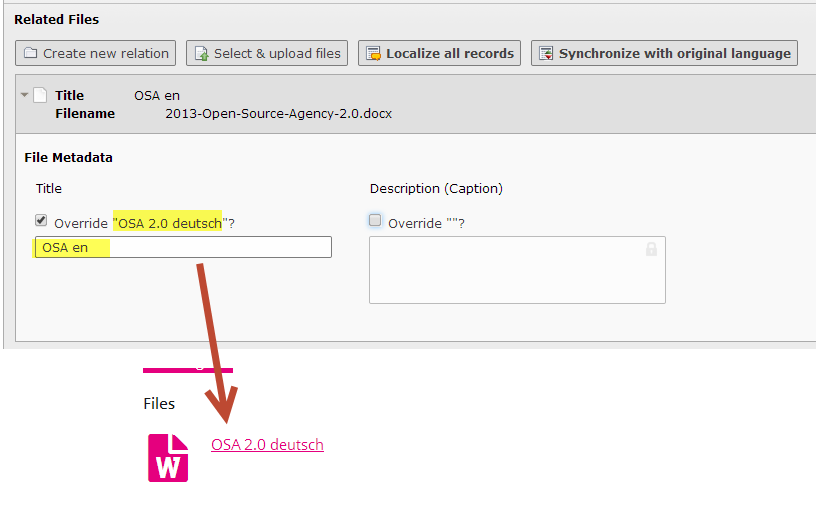 Related Files
Create new relation Select & upload files Localize all records Synchronize with original language
Title OSA en
Filename 2013-Open-Source-Agency-2.0.docx
File Metadata
Title Description (Caption)
Override "OSA 2.0 deutsch"? Override ""?
OSA en
Files
W OSA 2.0 deutsch